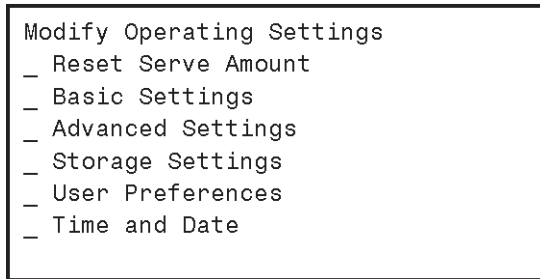 Modify Operating Settings
_ Reset Serve Amount
_ Basic Settings
_ Advanced Settings
_ Storage Settings
_ User Preferences
_ Time and Date